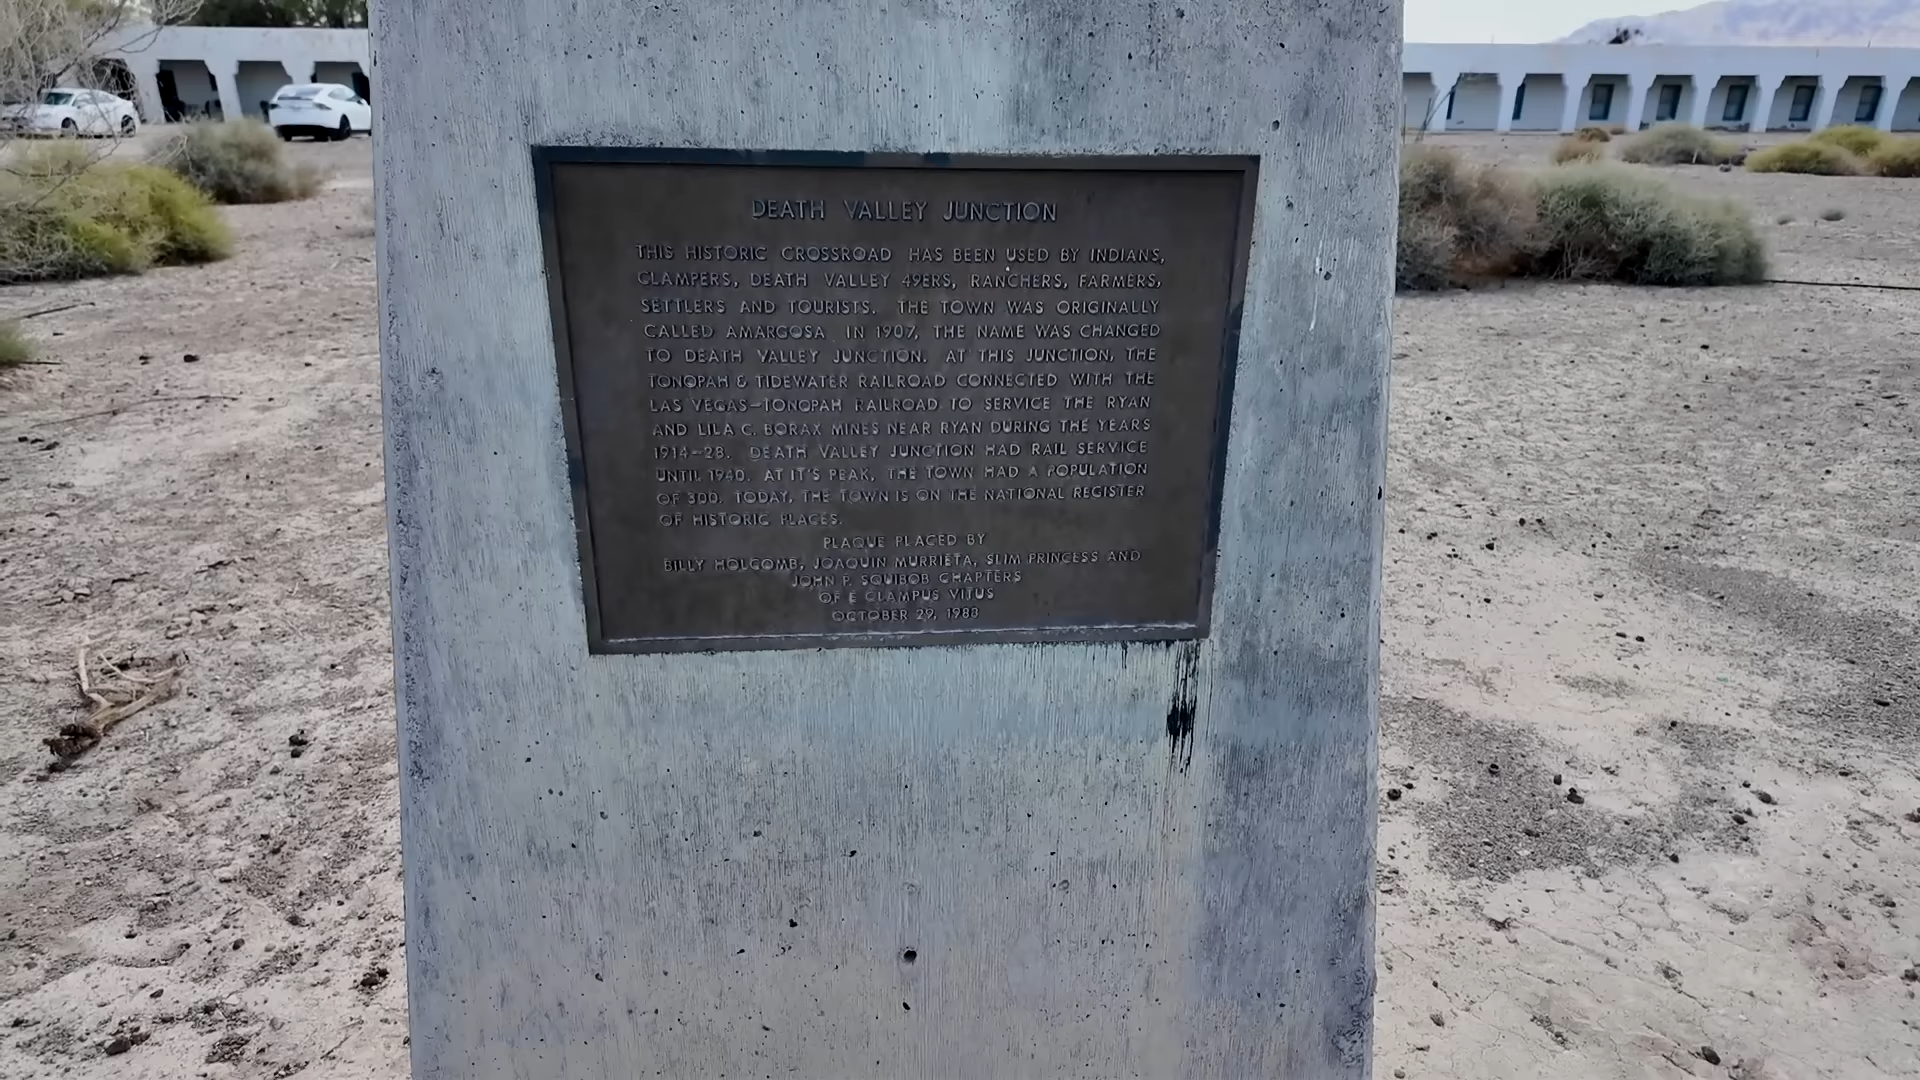 DEATH VALLEY JUNCTION
THIS HISTORIC CROSSROAD HAS BEEN USED BY INDIANS,
CLAMPERS, DEATH VALLEY 49ERS, RANCHERS, FARMERS,
SETTLERS AND TOURISTS. THE TOWN WAS ORIGINALLY
CALLED AMARGOSA. IN 1907, THE NAME WAS CHANGED
TO DEATH VALLEY JUNCTION. AT THIS JUNCTION, THE
TONOPAH & TIDEWATER RAILROAD CONNECTED WITH THE
LAS VEGAS-TONOPAH RAILROAD TO SERVICE THE RYAN
AND LILA C. BORAX MINES NEAR RYAN DURING THE YEARS
1914-28. DEATH VALLEY JUNCTION HAD RAIL SERVICE
UNTIL 1940. AT IT'S PEAK, THE TOWN HAD A POPULATION
OF 300. TODAY, THE TOWN IS ON THE NATIONAL REGISTER
OF HISTORIC PLACES.
PLAQUE PLACED BY
BILLY HOLCOMB, JOAQUIN MURRIETA, SLIM PRINCESS AND
JOHN P. SQUIBOB CHAPTERS
OF E CLAMPUS VITUS
OCTOBER 29, 1988